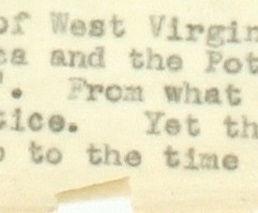 of West Virgin
ca and the Pot
". From what
tice. Yet th
to the time